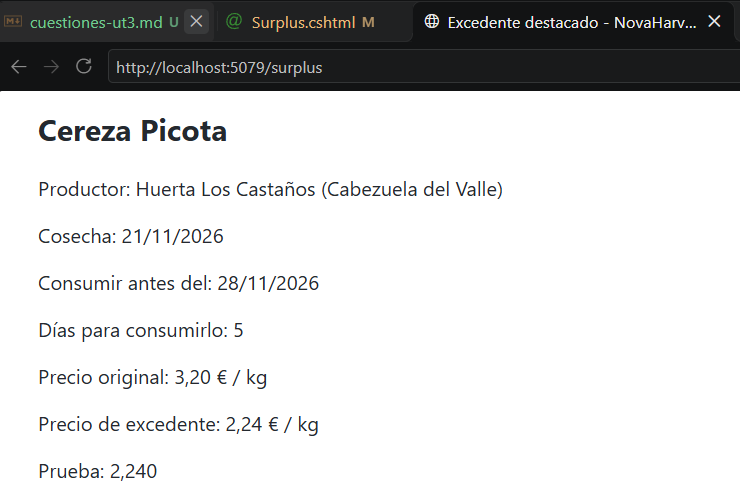 cuestiones-ut3.md U
Surplus.cshtml M
Excedente destacado - NovaHarv...
http://localhost:5079/surplus
Cereza Picota
Productor: Huerta Los Castaños (Cabezuela del Valle)
Cosecha: 21/11/2026
Consumir antes del: 28/11/2026
Días para consumirlo: 5
Precio original: 3,20 € / kg
Precio de excedente: 2,24 € / kg
Prueba: 2,240